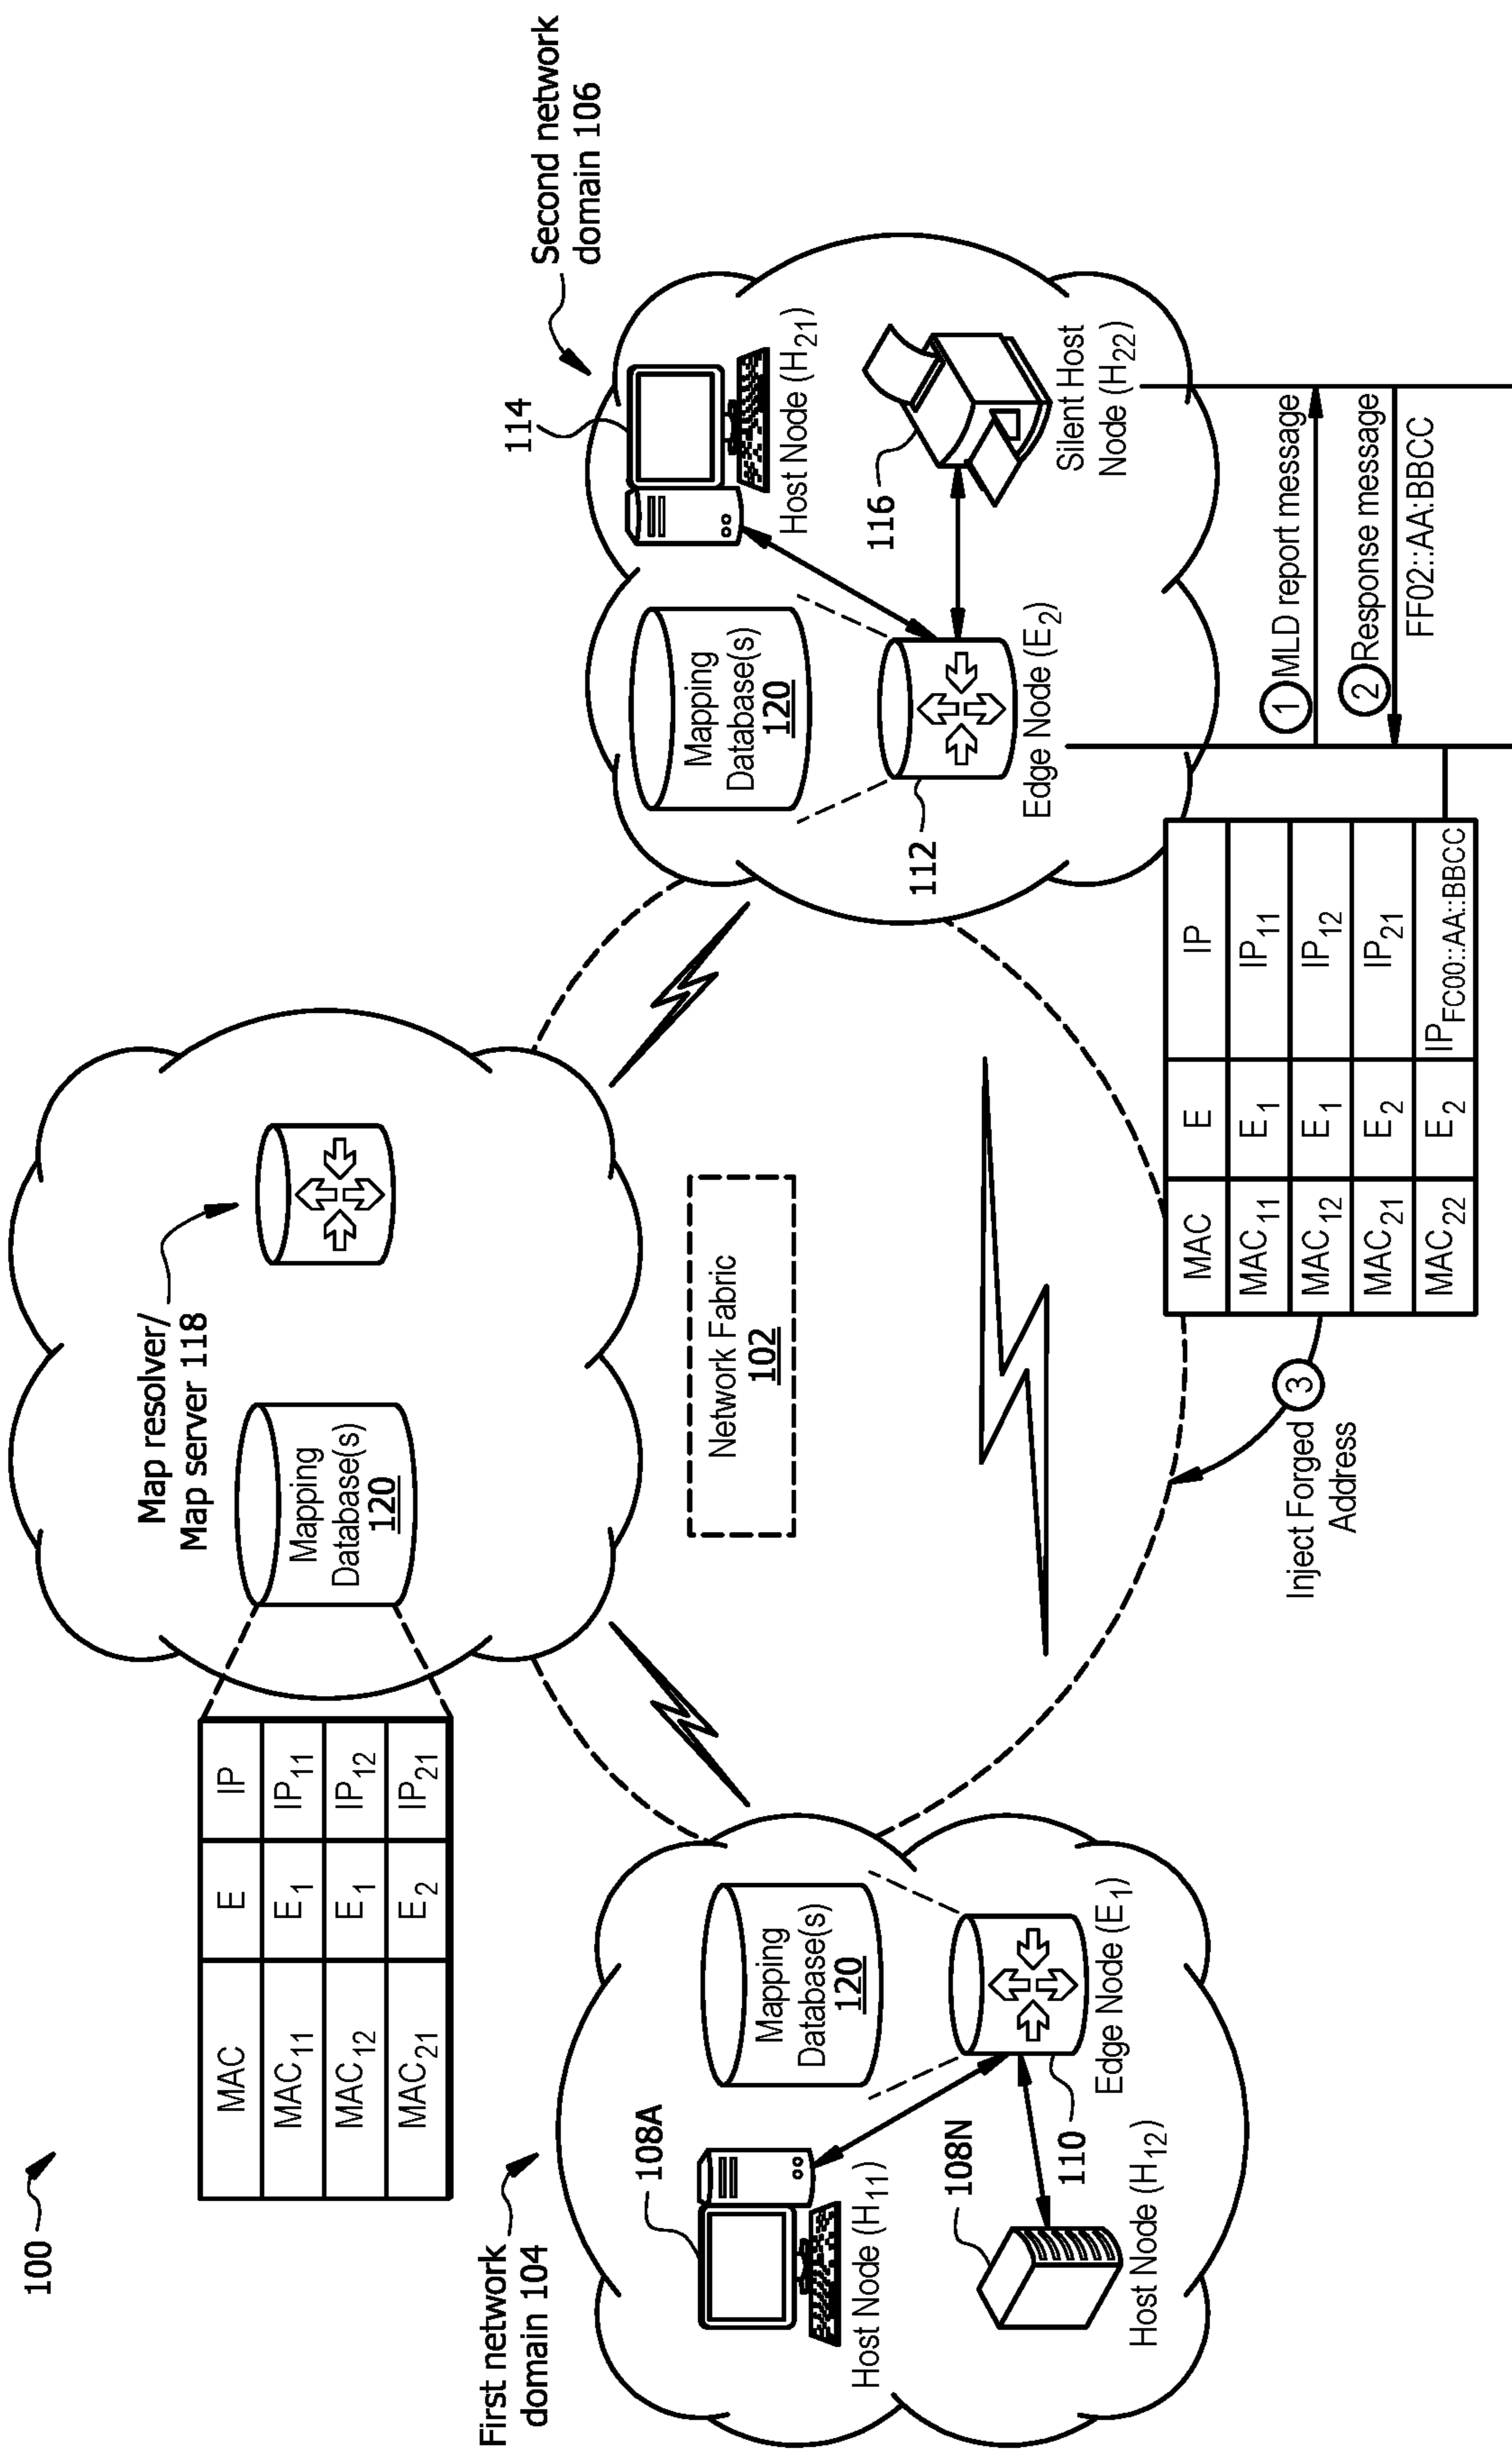 100
Map resolver/
Map server 118
Mapping
Database(s)
120
MAC E IP
MAC11 E1 IP11
MAC12 E1 IP12
MAC21 E2 IP21
Network Fabric
102
First network
domain 104
108A
Host Node (H11)
108N
Host Node (H12)
Mapping
Database(s)
120
110
Edge Node (E1)
Second network
domain 106
114
Host Node (H21)
Mapping
Database(s)
120
116
Silent Host
Node (H22)
112
Edge Node (E2)
1 MLD report message
2 Response message
FF02::AA:BBCC
MAC E IP
MAC11 E1 IP11
MAC12 E1 IP12
MAC21 E2 IP21
MAC22 E2 IPFC00::AA::BBCC
3
Inject Forged
Address